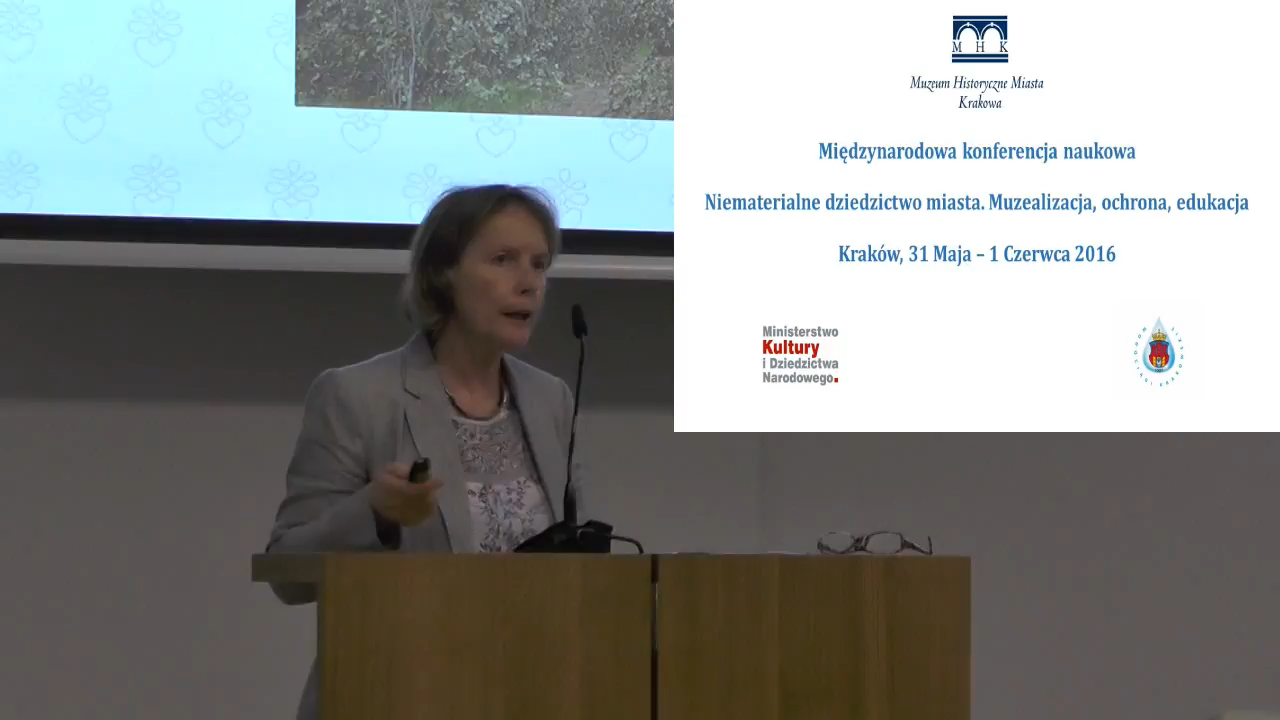 M H K
Muzeum Historyczne Miasta
Krakowa
Międzynarodowa konferencja naukowa
Niematerialne dziedzictwo miasta. Muzealizacja, ochrona, edukacja
Kraków, 31 Maja – 1 Czerwca 2016
Ministerstwo
Kultury
i Dziedzictwa
Narodowego.